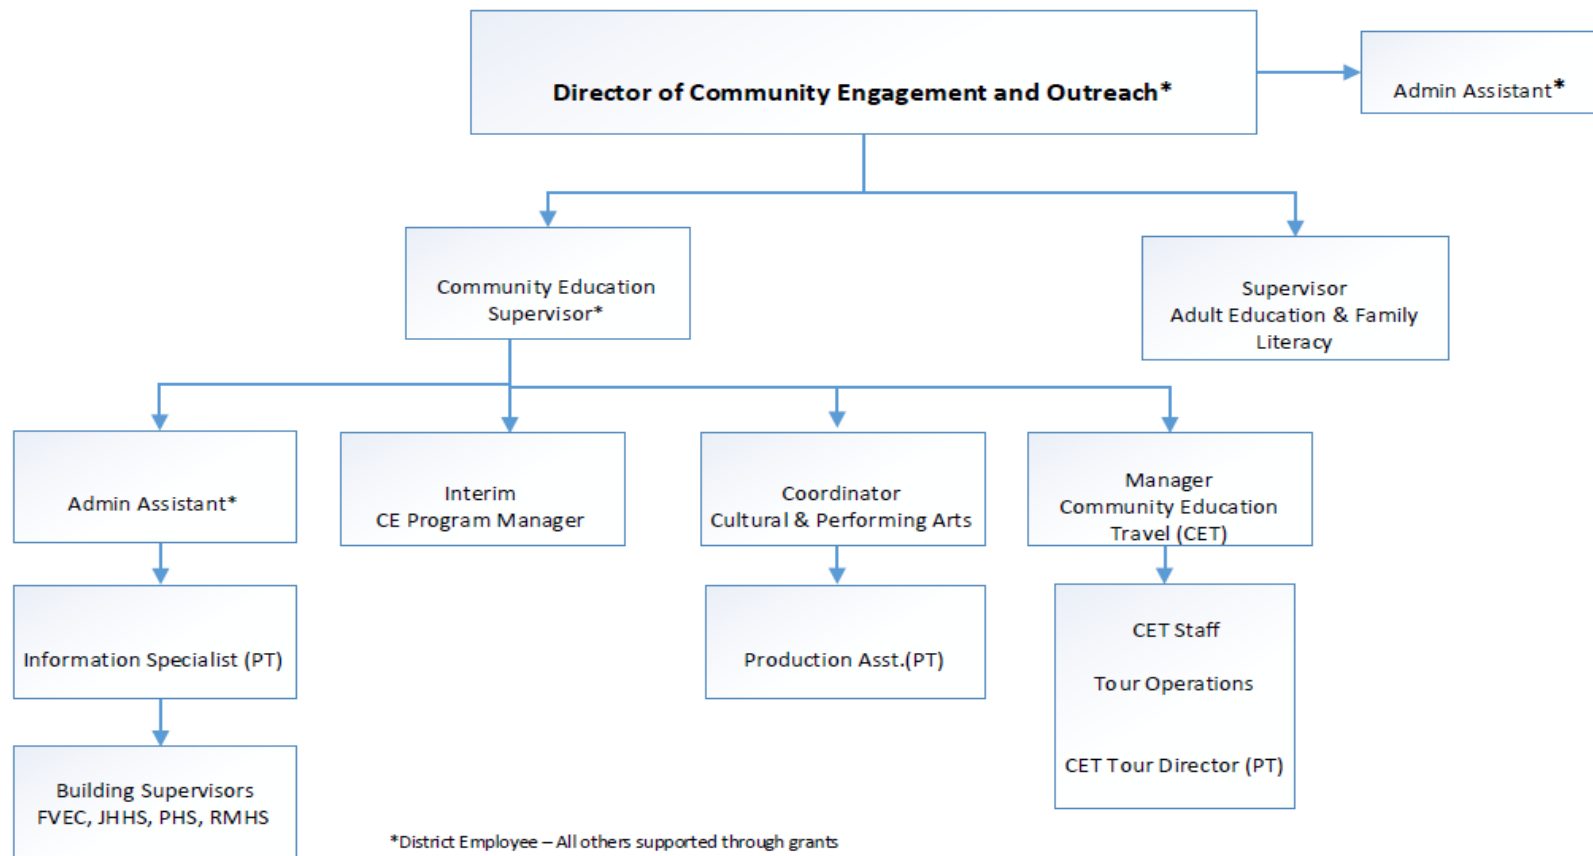 Director of Community Engagement and Outreach*
Admin Assistant*
Community Education
Supervisor*
Supervisor
Adult Education & Family
Literacy
Admin Assistant*
Interim
CE Program Manager
Coordinator
Cultural & Performing Arts
Manager
Community Education
Travel (CET)
Information Specialist (PT)
Production Asst.(PT)
CET Staff
Tour Operations
CET Tour Director (PT)
Building Supervisors
FVEC, JHHS, PHS, RMHS
*District Employee – All others supported through grants